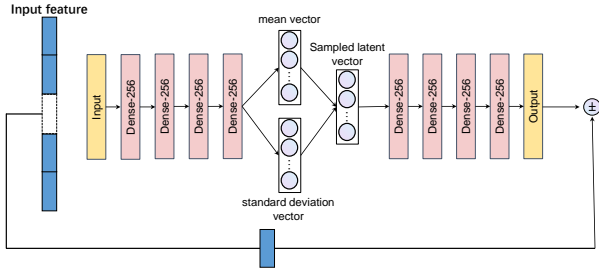 Input feature
mean vector
Sampled latent
vector
Input
Dense-256
Dense-256
Dense-256
Dense-256
Dense-256
Dense-256
Dense-256
Dense-256
Output
±
standard deviation
vector